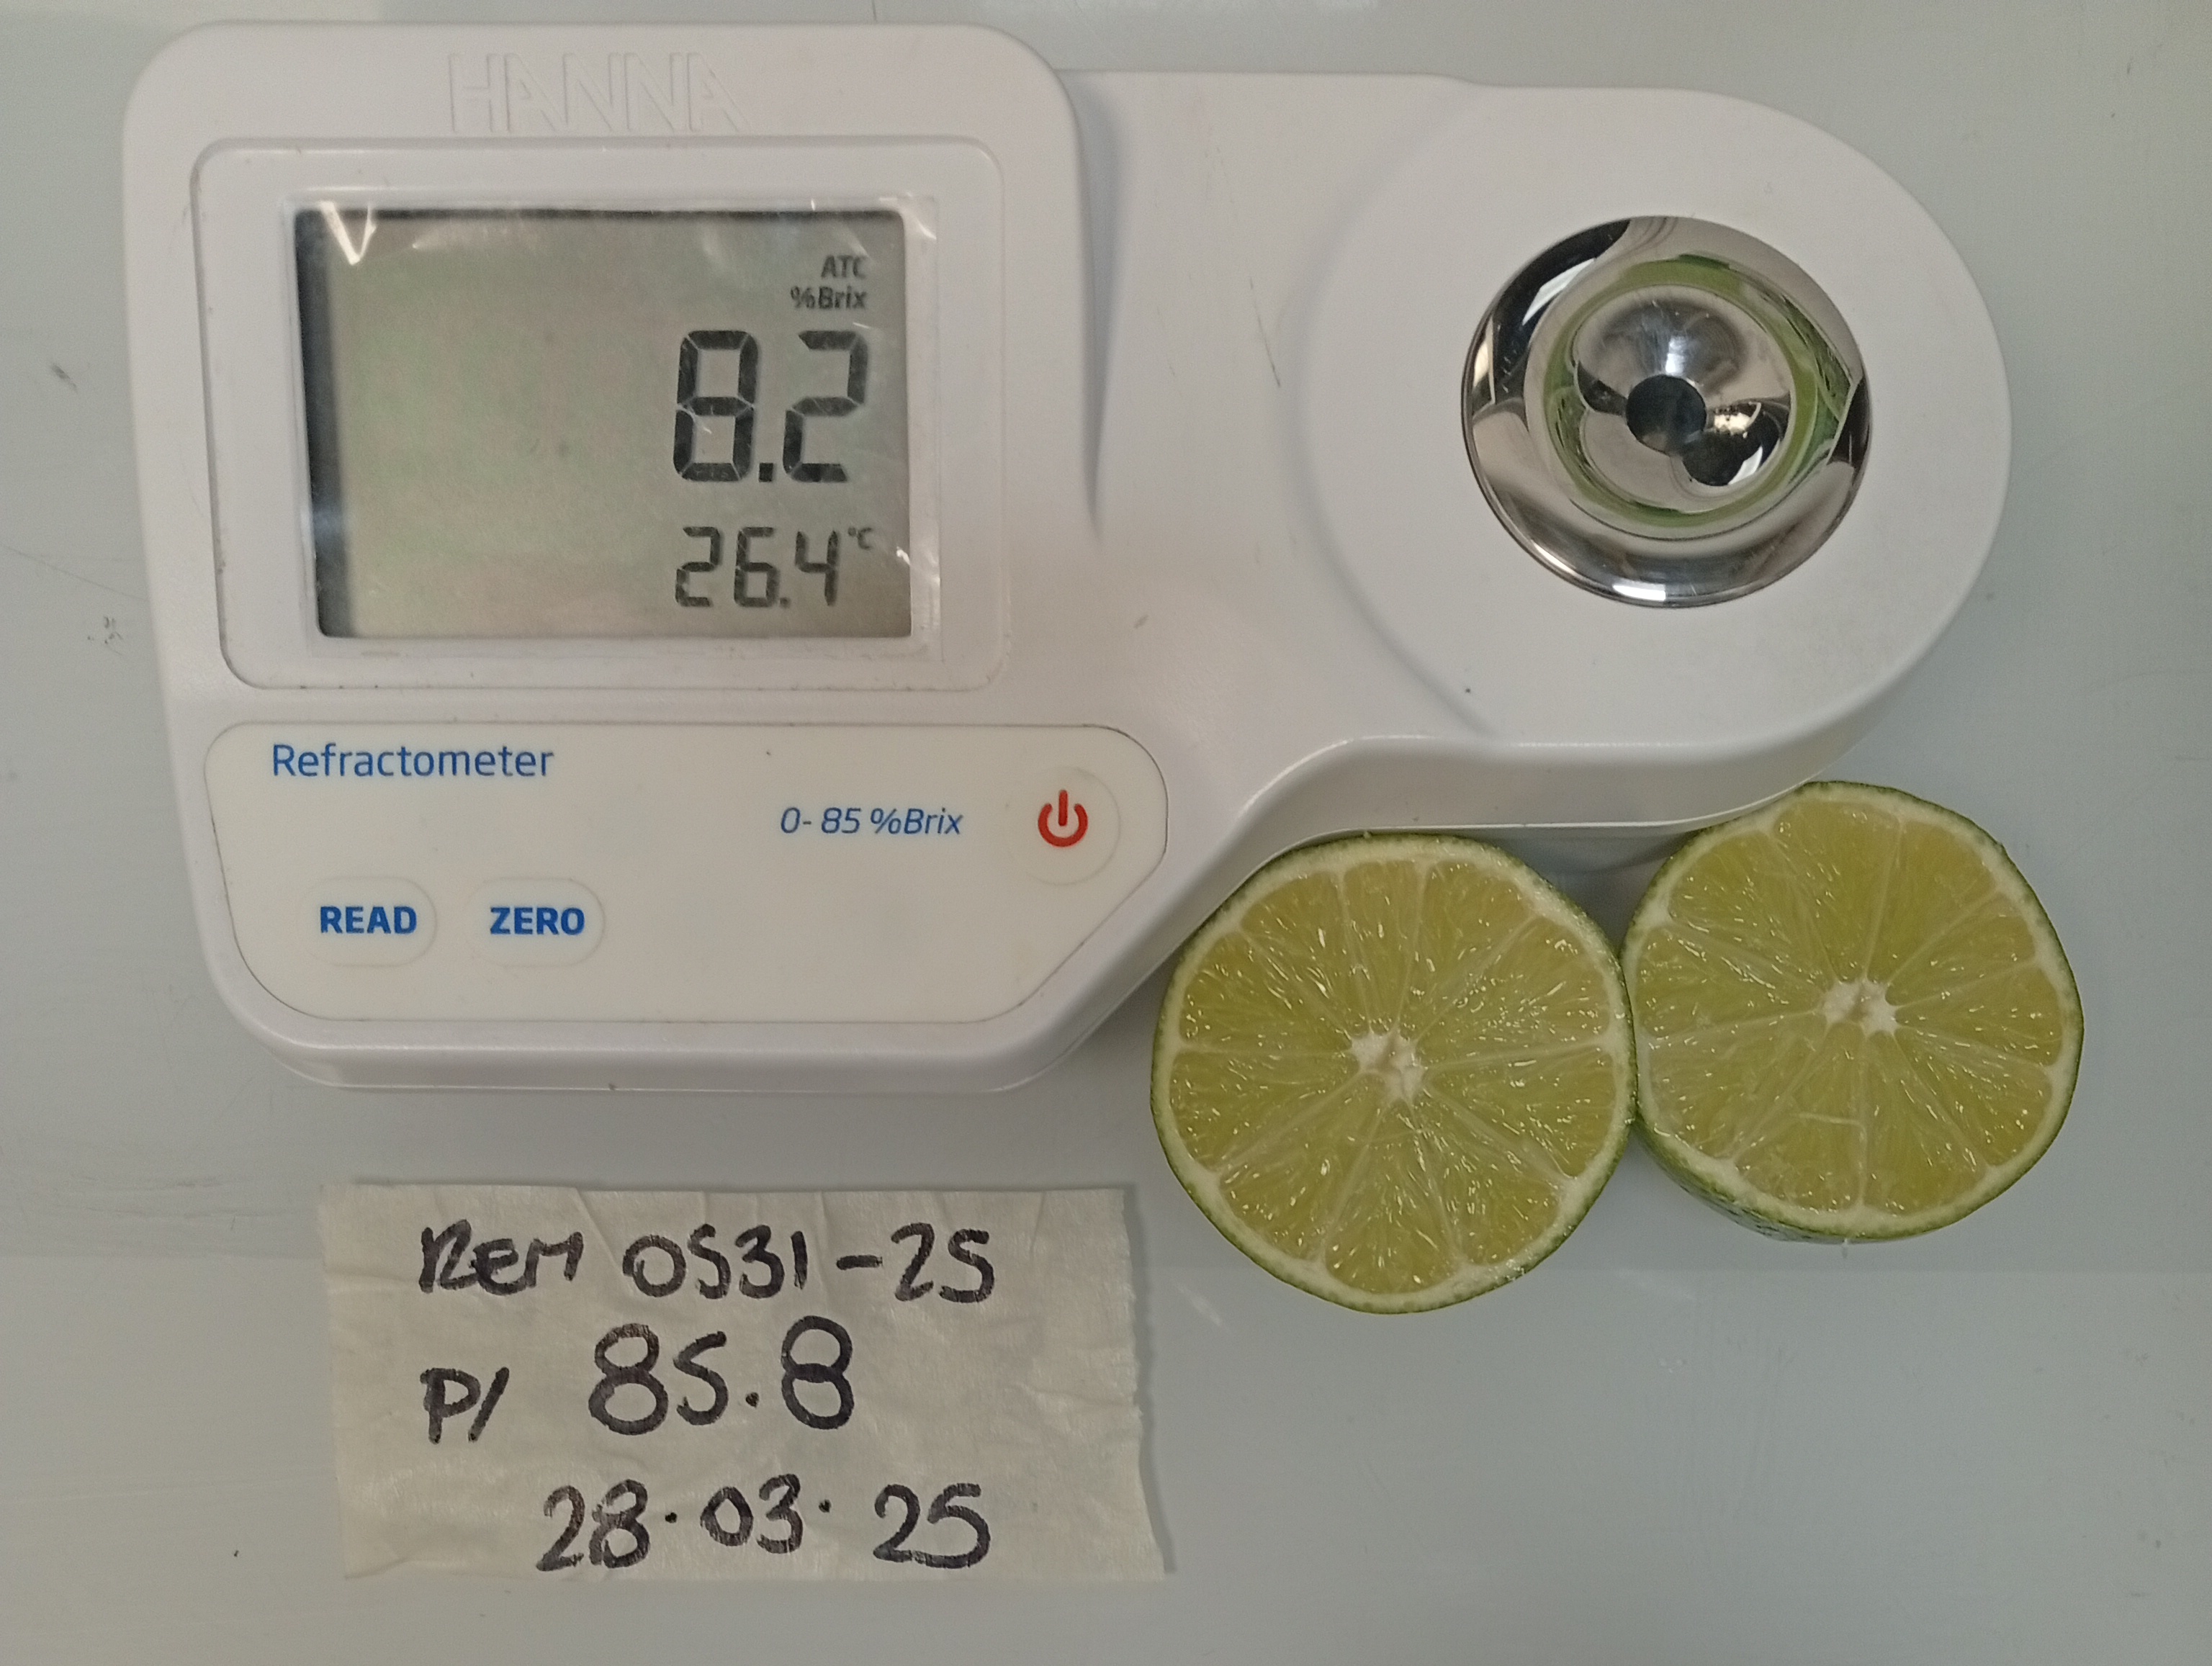 HANNA
ATC
%Brix
8.2
26.4°C
Refractometer
0- 85 %Brix
READ ZERO
Rem 0531-25
P/ 85.8
28.03.25